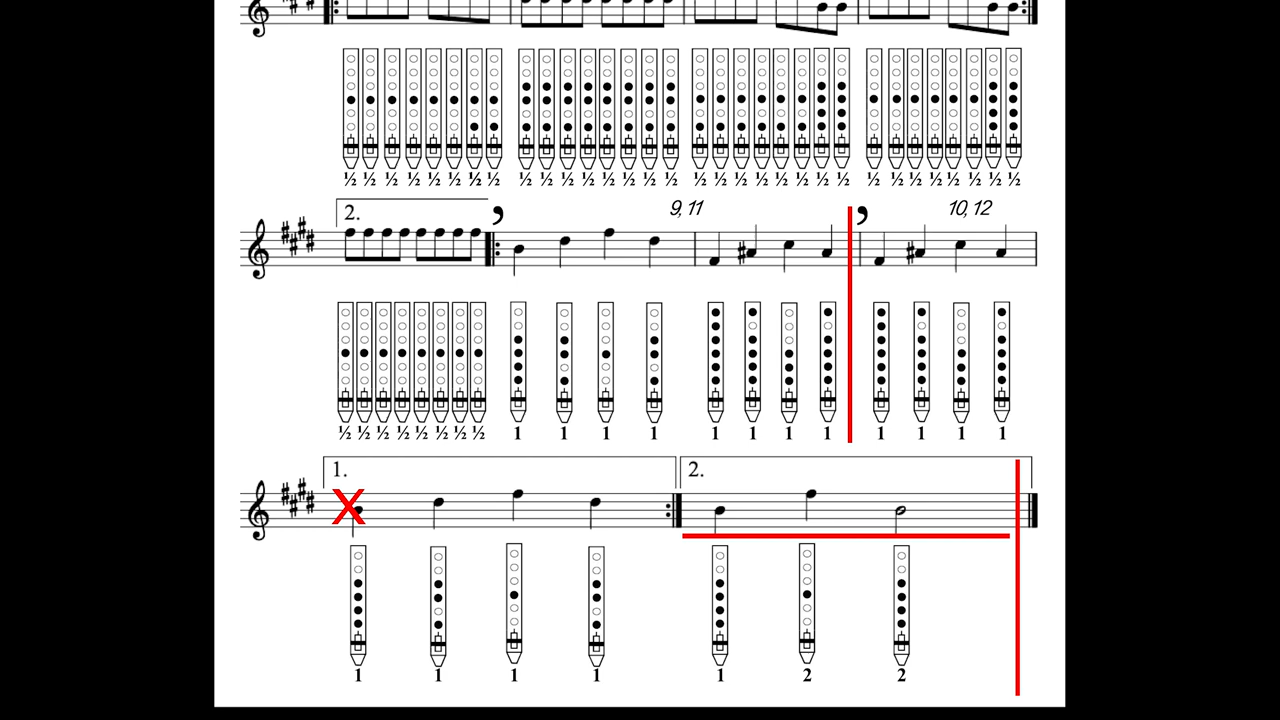 ½ ½ ½ ½ ½ ½ ½ ½ ½ ½ ½ ½ ½ ½ ½ ½ ½ ½ ½ ½ ½ ½ ½ ½ ½ ½ ½ ½ ½ ½ ½ ½
2. 9, 11 10, 12
½ ½ ½ ½ ½ ½ ½ ½ 1 1 1 1 1 1 1 1 1 1 1 1
1. 2.
X
1 1 1 1 1 2 2